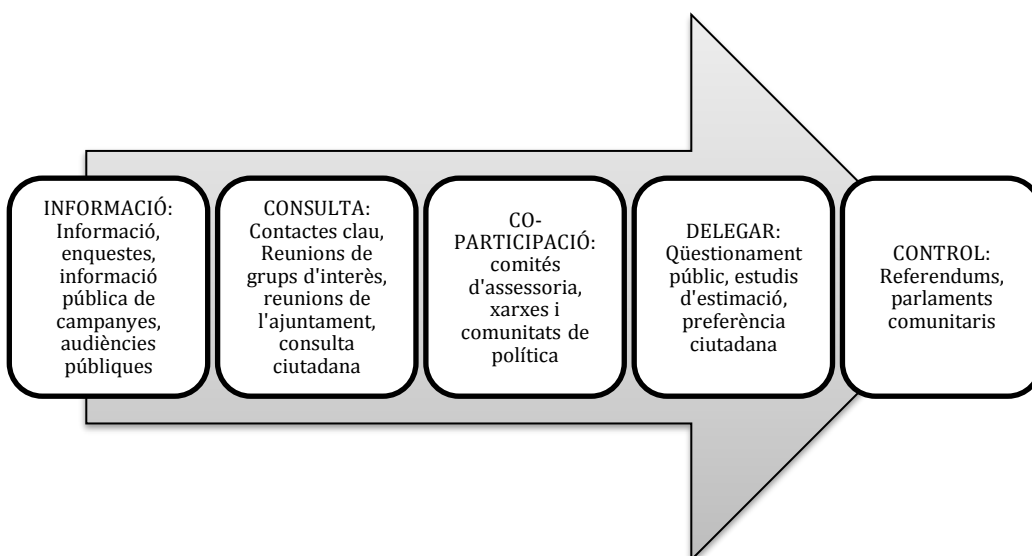 INFORMACIÓ:
Informació,
enquestes,
informació
pública de
campanyes,
audiències
públiques
CONSULTA:
Contactes clau,
Reunions de
grups d'interès,
reunions de
l'ajuntament,
consulta
ciutadana
CO-
PARTICIPACIÓ:
comités
d'assessoria,
xarxes i
comunitats de
política
DELEGAR:
Qüestionament
públic, estudis
d'estimació,
preferència
ciutadana
CONTROL:
Referendums,
parlaments
comunitaris